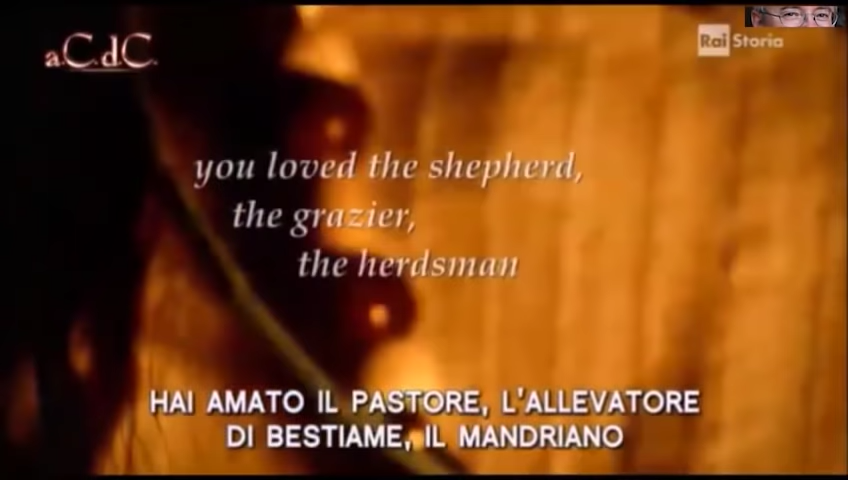 a.C.d.C.
Rai Storia
you loved the shepherd,
the grazier,
the herdsman
HAI AMATO IL PASTORE, L'ALLEVATORE
DI BESTIAME, IL MANDRIANO